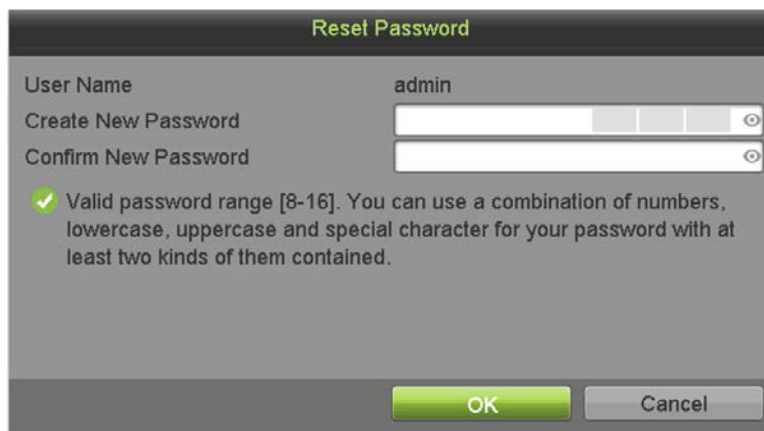 Reset Password
User Name admin
Create New Password
Confirm New Password
Valid password range [8-16]. You can use a combination of numbers,
lowercase, uppercase and special character for your password with at
least two kinds of them contained.
OK Cancel